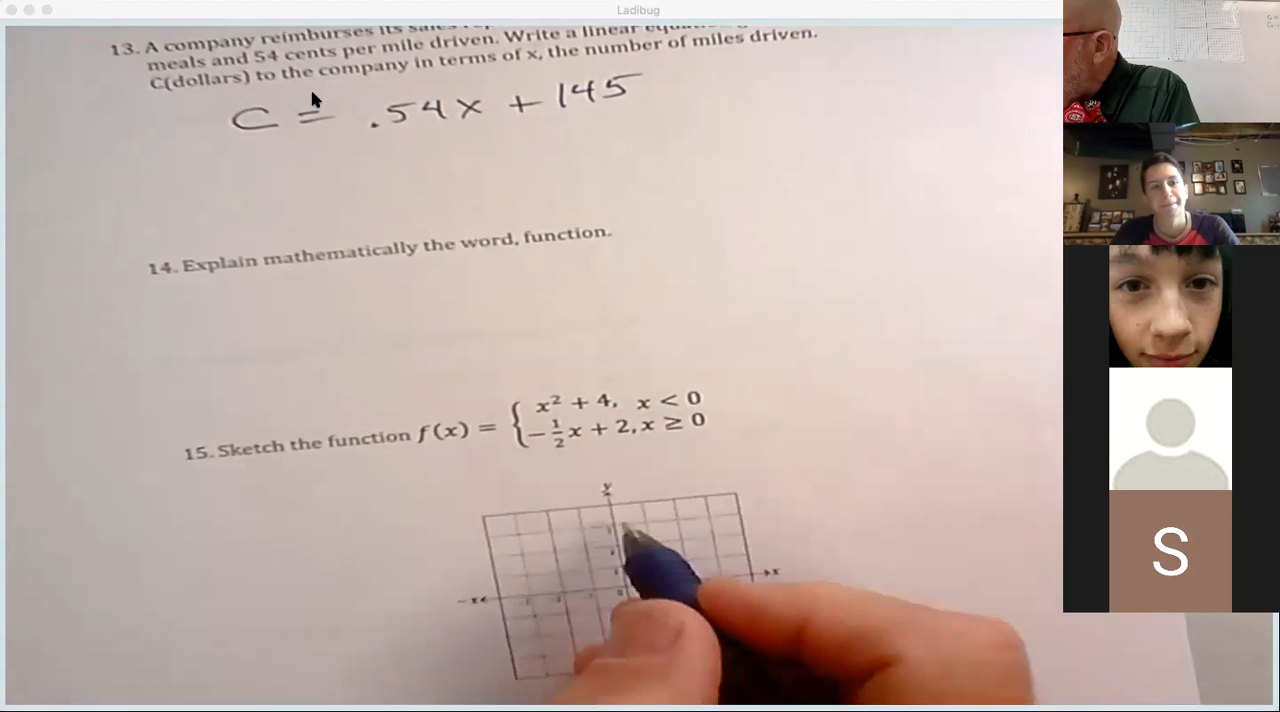 Ladibug
13. A company reimburses its sales
meals and 54 cents per mile driven. Write a linear
C(dollars) to the company in terms of x, the number of miles driven.
C = .54x + 145
14. Explain mathematically the word, function.
15. Sketch the function f(x) = { x² + 4, x < 0
-1/2x + 2, x ≥ 0
y
x
-x
S